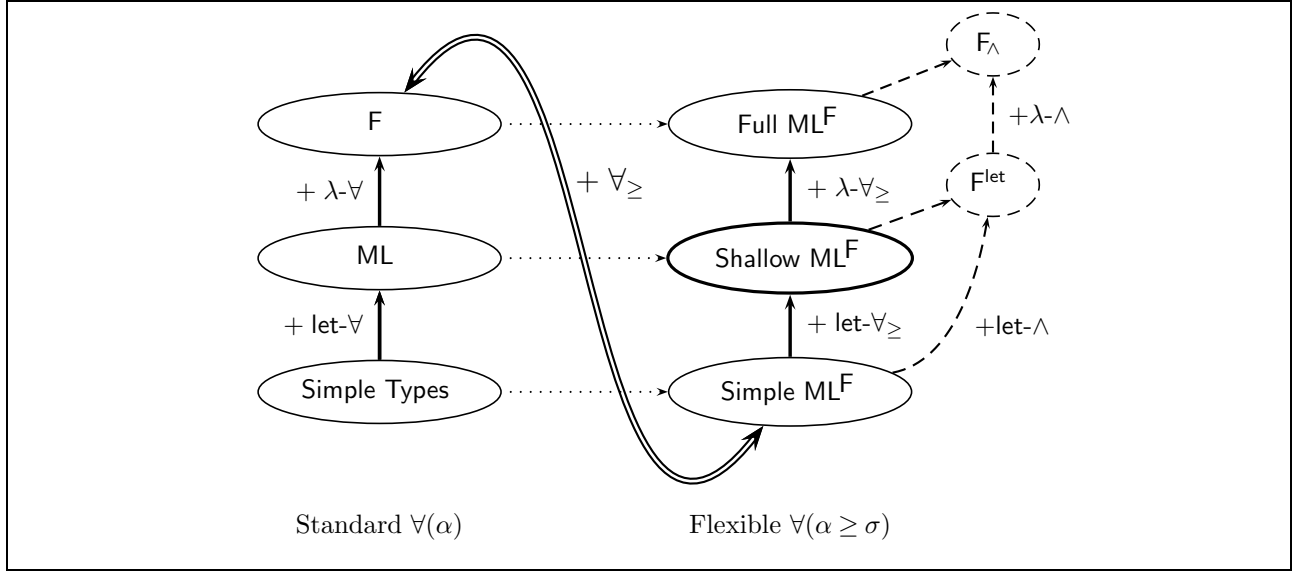 F∧
F
Full MLF
+λ-∧
+ λ-∀
+ ∀≥
+ λ-∀≥
Flet
ML
Shallow MLF
+ let-∀
+ let-∀≥
+let-∧
Simple Types
Simple MLF
Standard ∀(α)
Flexible ∀(α ≥ σ)